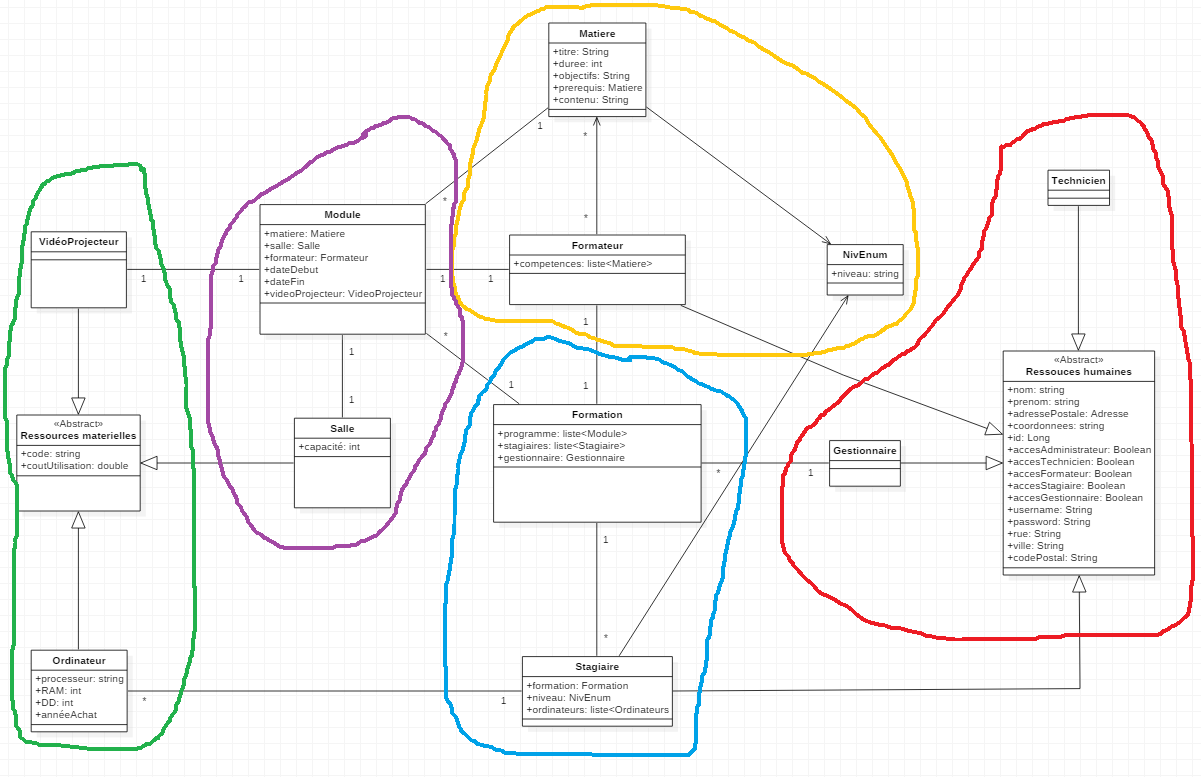 Matiere
+titre: String
+duree: int
+objectifs: String
+prerequis: Matiere
+contenu: String
1
*
*
*
Technicien
Module
+matiere: Matiere
+salle: Salle
+formateur: Formateur
+dateDebut
+dateFin
+videoProjecteur: VideoProjecteur
VidéoProjecteur
1
1
1
1
Formateur
+competences: liste<Matiere>
NivEnum
+niveau: string
1
*
1
1
1
1
«Abstract»
Ressouces humaines
+nom: string
+prenom: string
+adressePostale: Adresse
+coordonnees: string
+id: Long
+accesAdministrateur: Boolean
+accesTechnicien: Boolean
+accesFormateur: Boolean
+accesStagiaire: Boolean
+accesGestionnaire: Boolean
+username: String
+password: String
+rue: String
+ville: String
+codePostal: String
«Abstract»
Ressources materielles
+code: string
+coutUtilisation: double
Salle
+capacité: int
Formation
+programme: liste<Module>
+stagiaires: liste<Stagiaire>
+gestionnaire: Gestionnaire
Gestionnaire
*
1
1
*
Ordinateur
+processeur: string
+RAM: int
+DD: int
+annéeAchat
*
1
Stagiaire
+formation: Formation
+niveau: NivEnum
+ordinateurs: liste<Ordinateurs